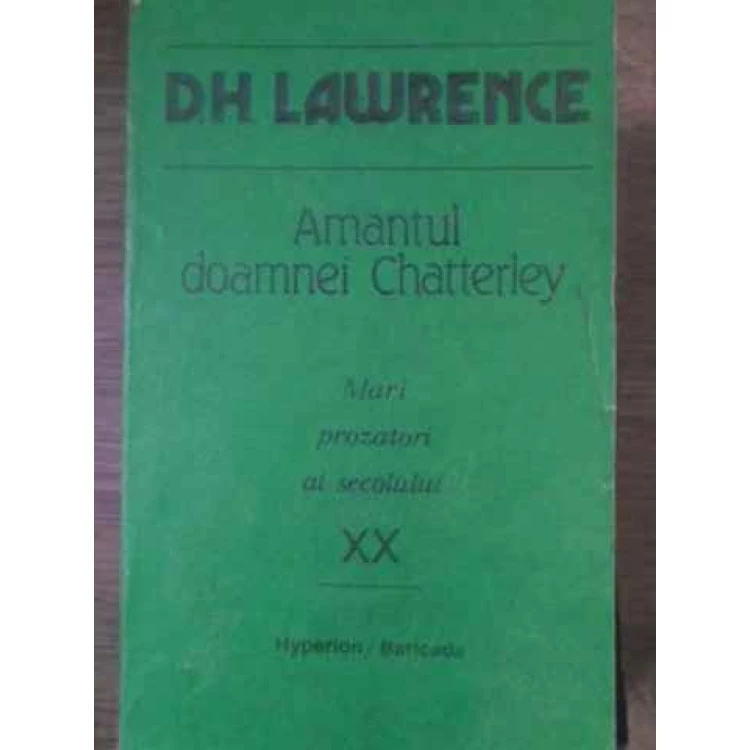 D.H. LAWRENCE
Amantul
doamnei Chatterley
Mari
prozatori
ai secolului
XX
Hyperion / Baricada